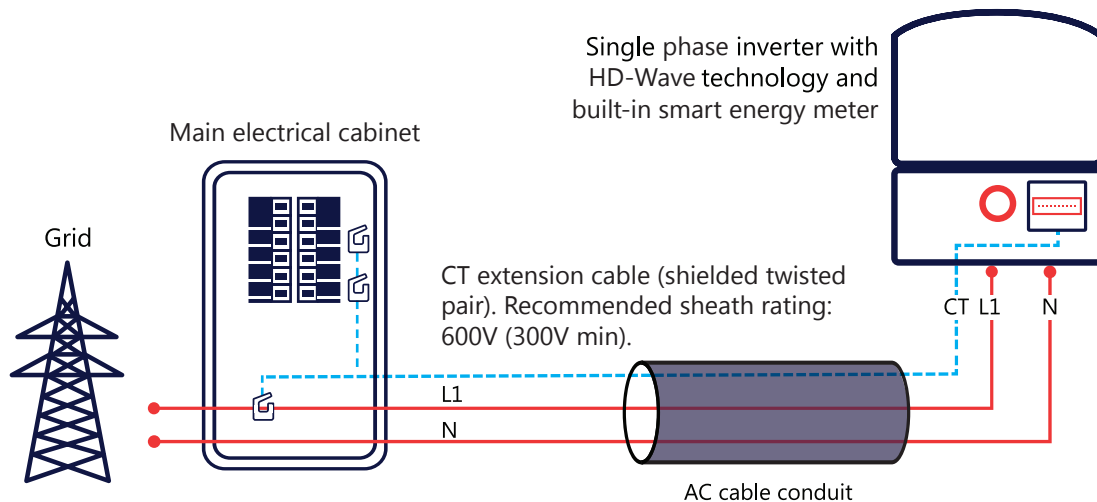 Single phase inverter with
HD-Wave technology and
built-in smart energy meter
Main electrical cabinet
Grid
CT extension cable (shielded twisted
pair). Recommended sheath rating:
600V (300V min).
CT L1 N
L1
N
AC cable conduit